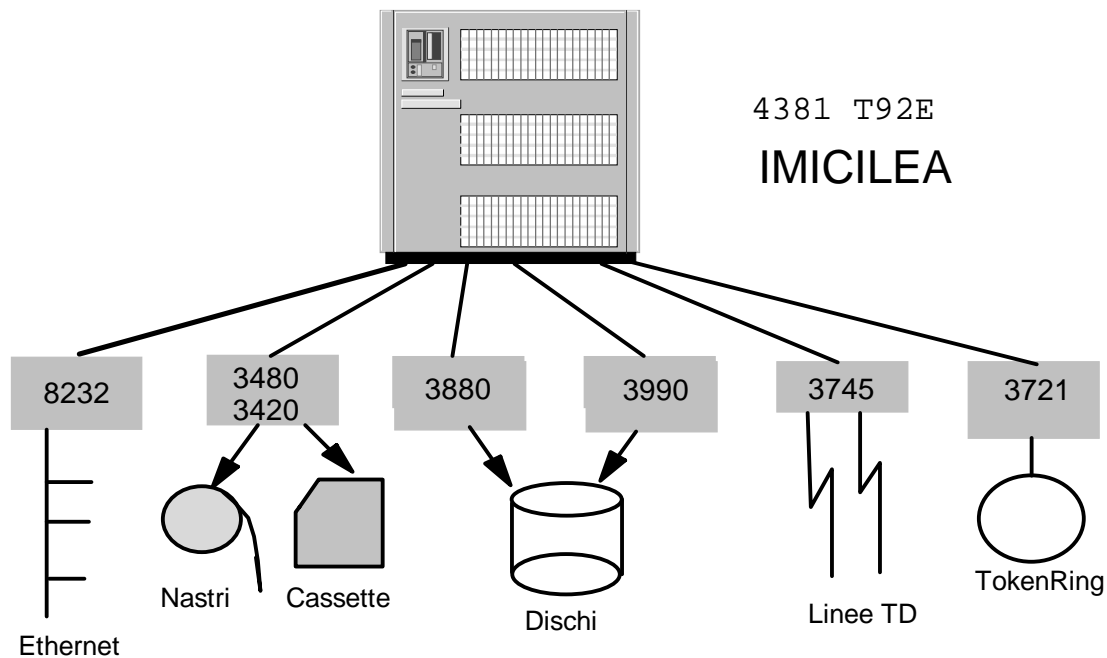 4381 T92E
IMICILEA
8232
3480
3420
3880
3990
3745
3721
Ethernet
Nastri
Cassette
Dischi
Linee TD
TokenRing